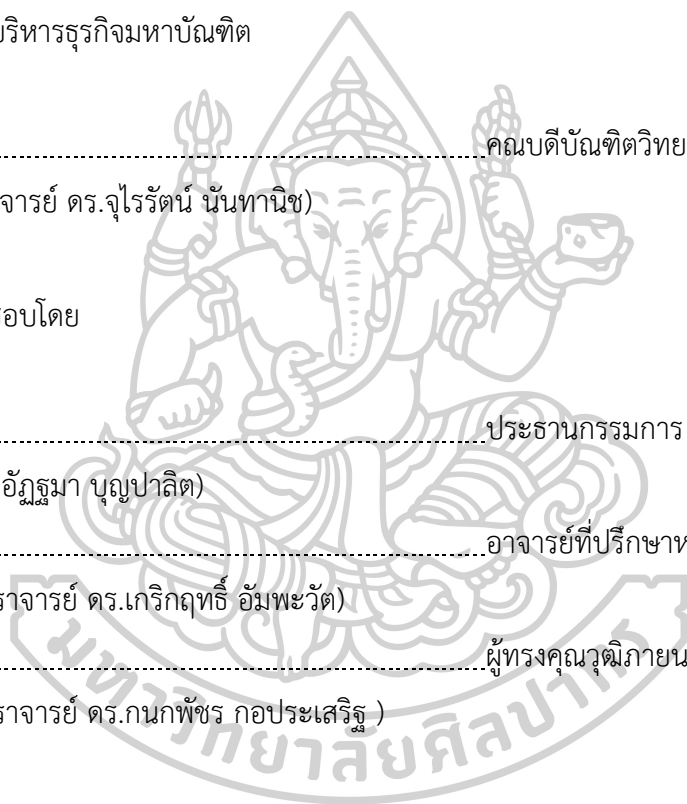 บริหารธุรกิจมหาบัณฑิต
คณบดีบัณฑิตวิทย
จารย์ ดร.จุไรรัตน์ นันทานิช)
สอบโดย
ประธานกรรมการ
อัฏฐมา บุญปาลิต)
อาจารย์ที่ปรึกษาห
ราจารย์ ดร.เกริกฤทธิ์ อัมพะวัต)
ผู้ทรงคุณวุฒิภายน
ราจารย์ ดร.กนกพัชร กอประเสริฐ )
มหาวิทยาลัยศิลปากร